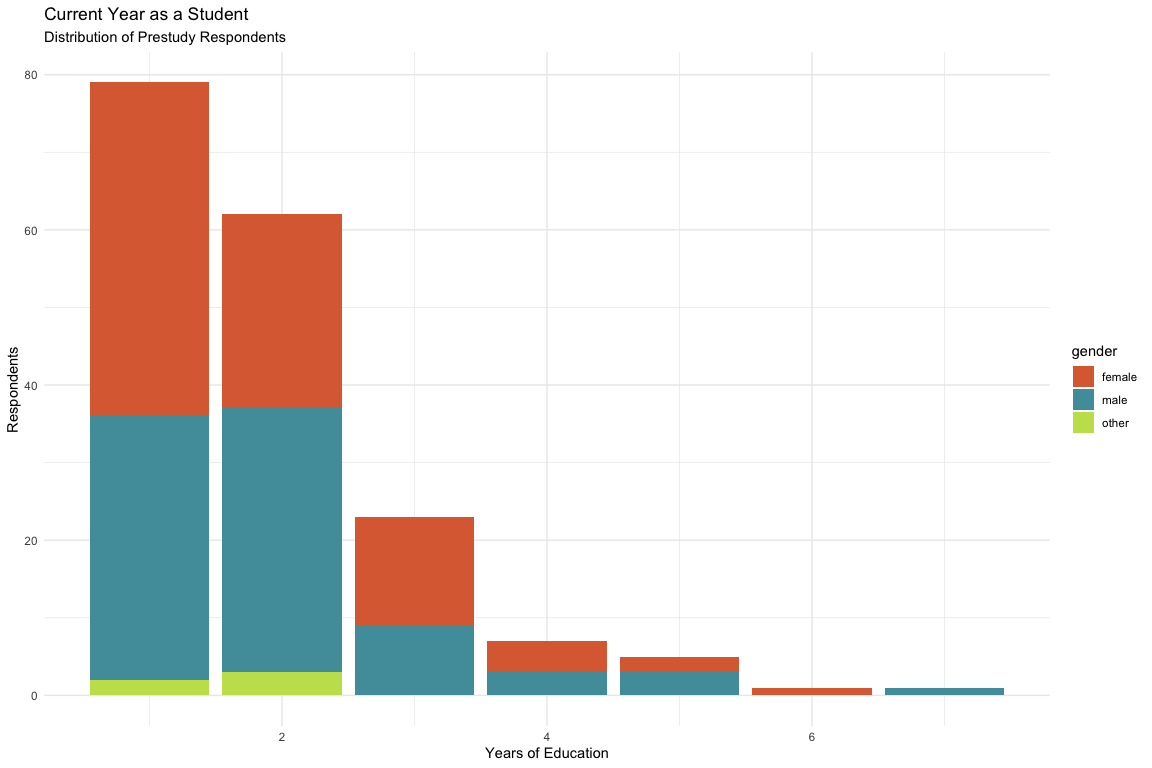 Current Year as a Student
Distribution of Prestudy Respondents
80
60
40
20
0
Respondents
2
4
6
Years of Education
gender
female
male
other